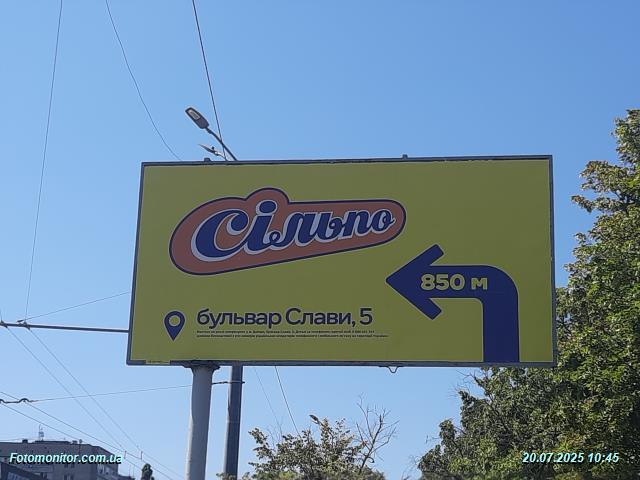 Сільпо
850 м
бульвар Слави, 5
Fotomonitor.com.ua
20.07.2025 10:45